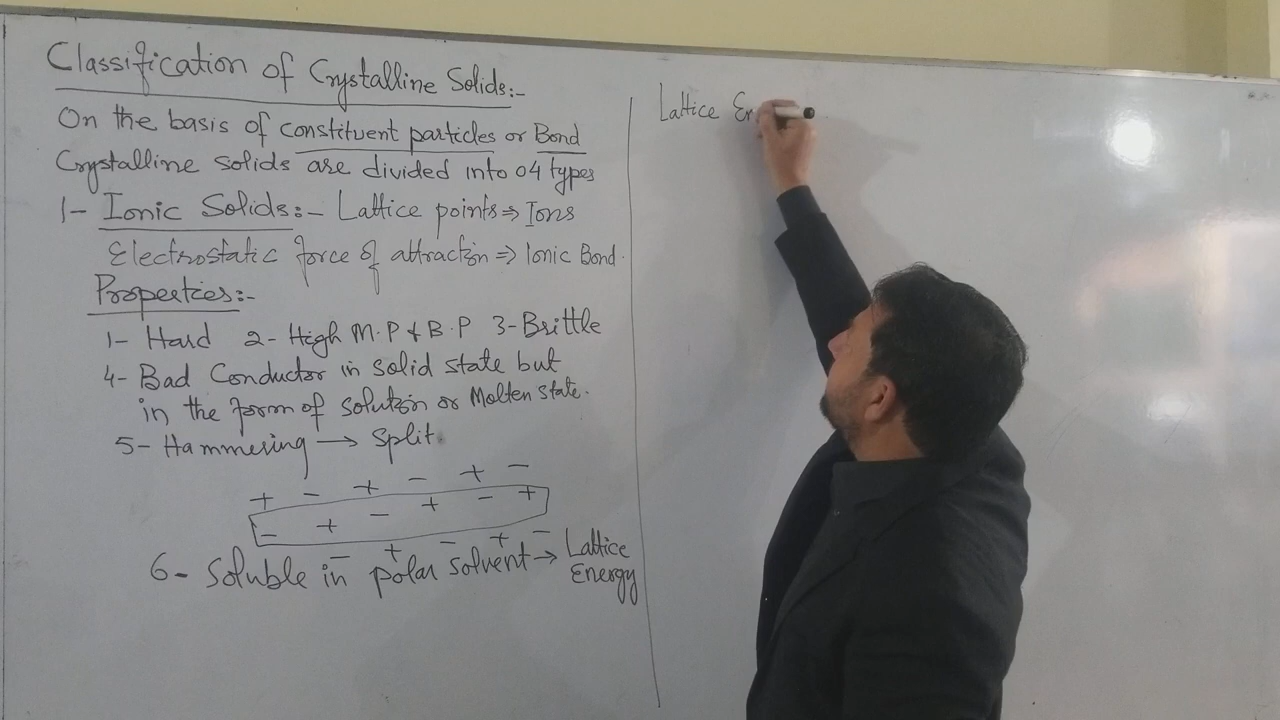 Classification of Crystalline Solids:-
On the basis of constituent particles or Bond
Crystalline solids are divided into 04 types
1- Ionic Solids:- Lattice points ⇒ Ions
Electrostatic force of attraction ⇒ Ionic Bond.
Properties:-
1- Hard 2- High M.P & B.P 3- Brittle
4- Bad Conductor in solid state but
in the form of solution or Molten State.
5- Hammering → Split.
+ - + - + -
- + - + - +
- + - + -
6- Soluble in polar solvent → Lattice
Energy
Lattice En